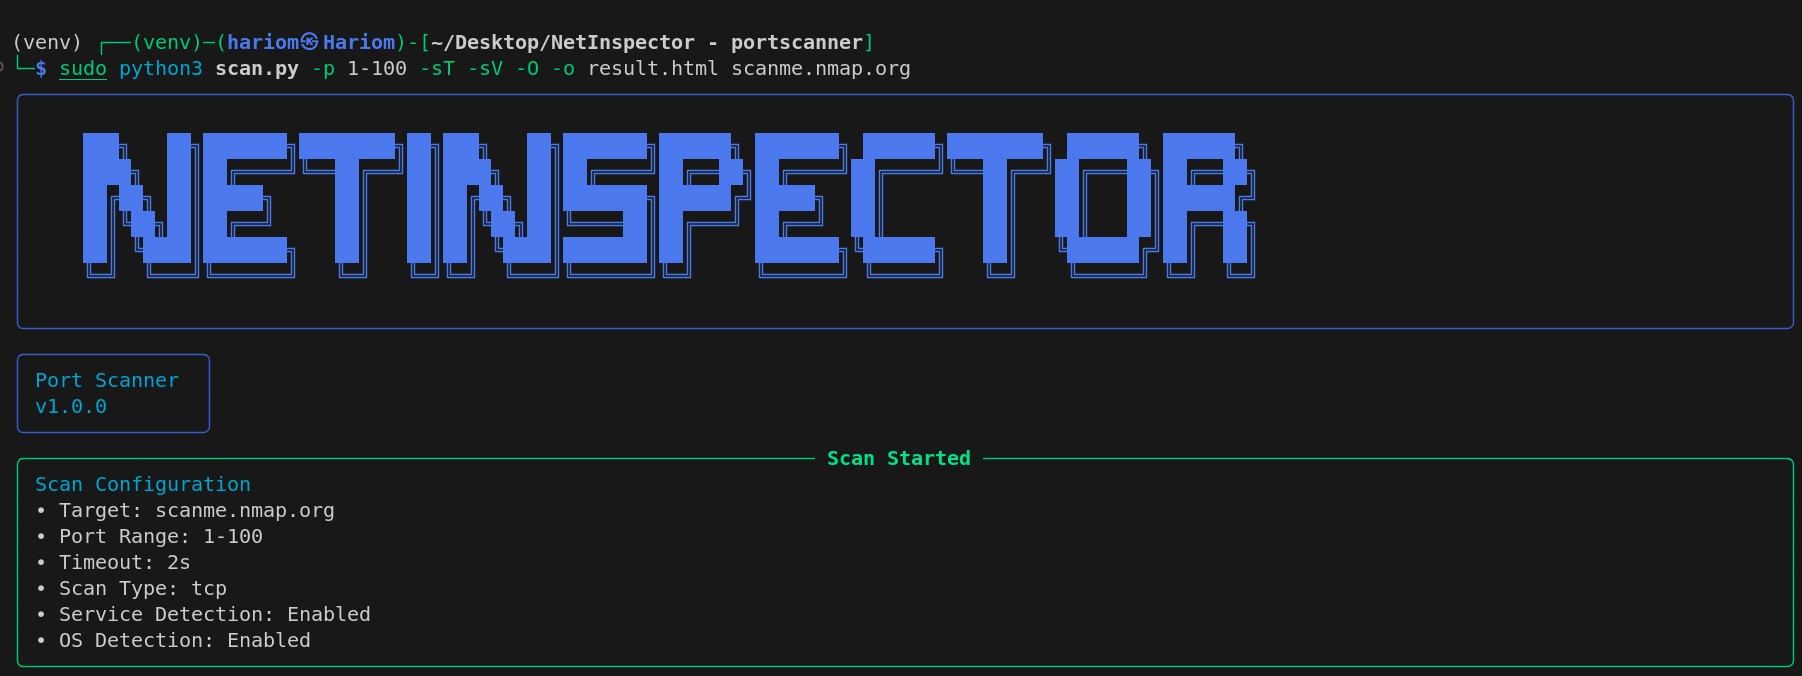 (venv) ┌──(venv)─(hariom㉿Hariom)-[~/Desktop/NetInspector - portscanner]
└─$ sudo python3 scan.py -p 1-100 -sT -sV -O -o result.html scanme.nmap.org
NETINSPECTOR
Port Scanner
v1.0.0
Scan Started
Scan Configuration
• Target: scanme.nmap.org
• Port Range: 1-100
• Timeout: 2s
• Scan Type: tcp
• Service Detection: Enabled
• OS Detection: Enabled